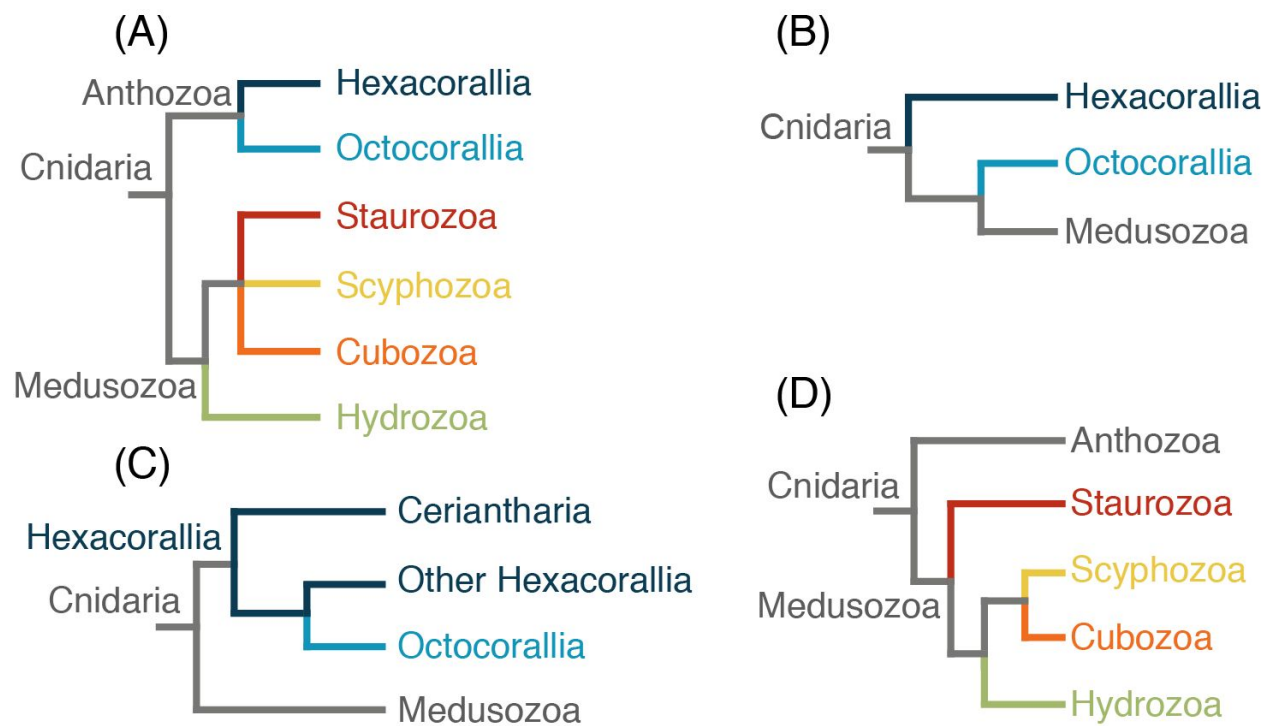 (A)
Anthozoa
Hexacorallia
Octocorallia
Cnidaria
Staurozoa
Scyphozoa
Cubozoa
Medusozoa
Hydrozoa
(B)
Hexacorallia
Cnidaria
Octocorallia
Medusozoa
(C)
Ceriantharia
Hexacorallia
Other Hexacorallia
Cnidaria
Octocorallia
Medusozoa
(D)
Anthozoa
Cnidaria
Staurozoa
Scyphozoa
Medusozoa
Cubozoa
Hydrozoa